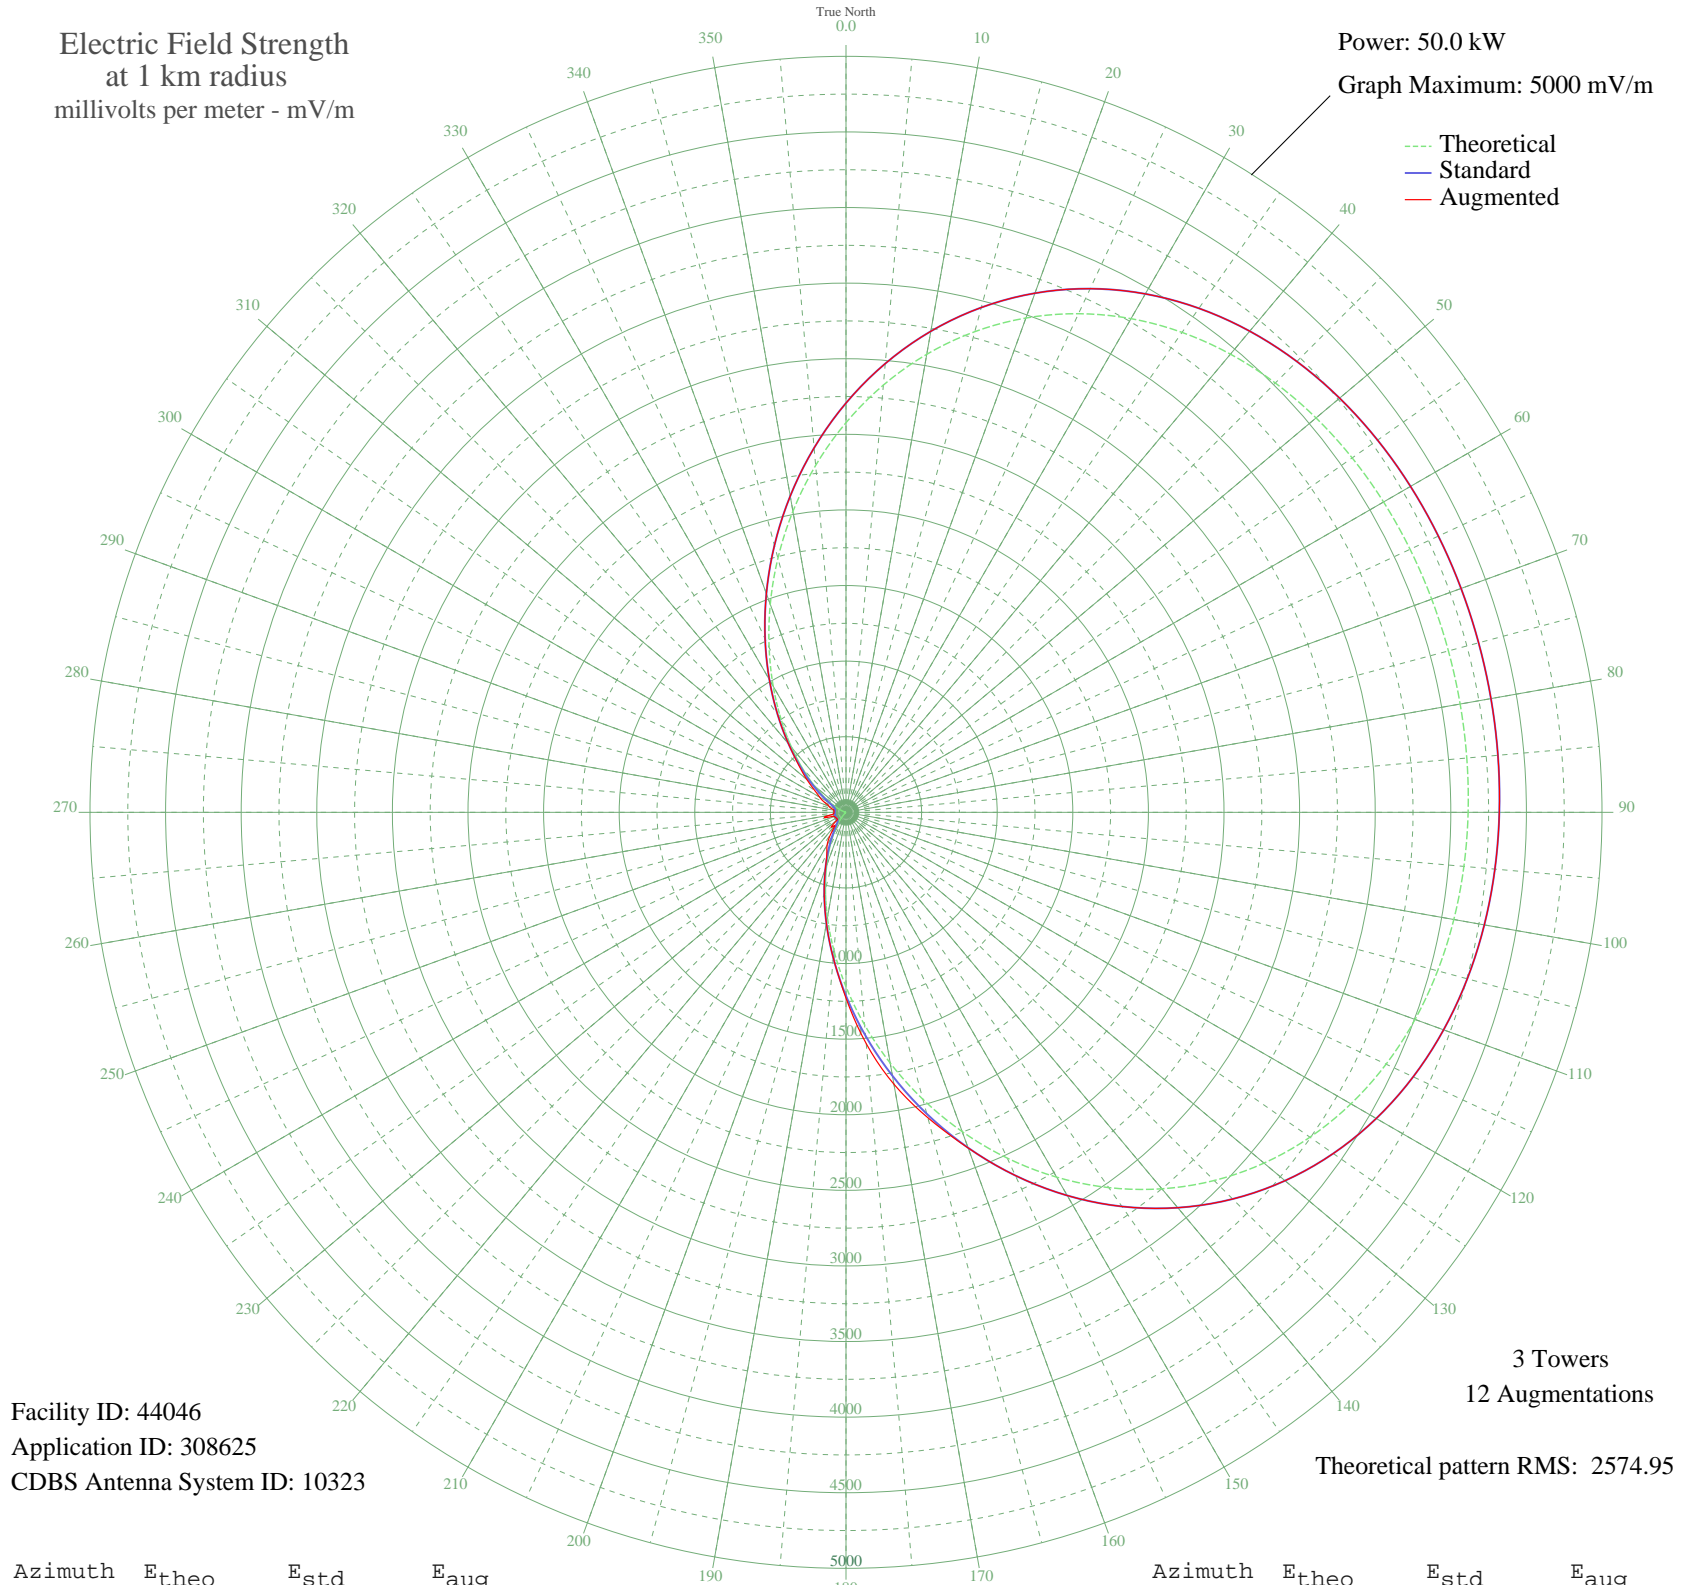 True North
Electric Field Strength
at 1 km radius
millivolts per meter - mV/m
Power: 50.0 kW
Graph Maximum: 5000 mV/m
Theoretical
Standard
Augmented
0.0
10
20
30
40
50
60
70
80
90
100
110
120
130
140
150
160
170
190
200
210
220
230
240
250
260
270
280
290
300
310
320
330
340
350
1000
1500
2000
2500
3000
3500
4000
4500
5000
3 Towers
12 Augmentations
Theoretical pattern RMS: 2574.95
Facility ID: 44046
Application ID: 308625
CDBS Antenna System ID: 10323
Azimuth Etheo Estd Eaug Azimuth Etheo Estd Eaug